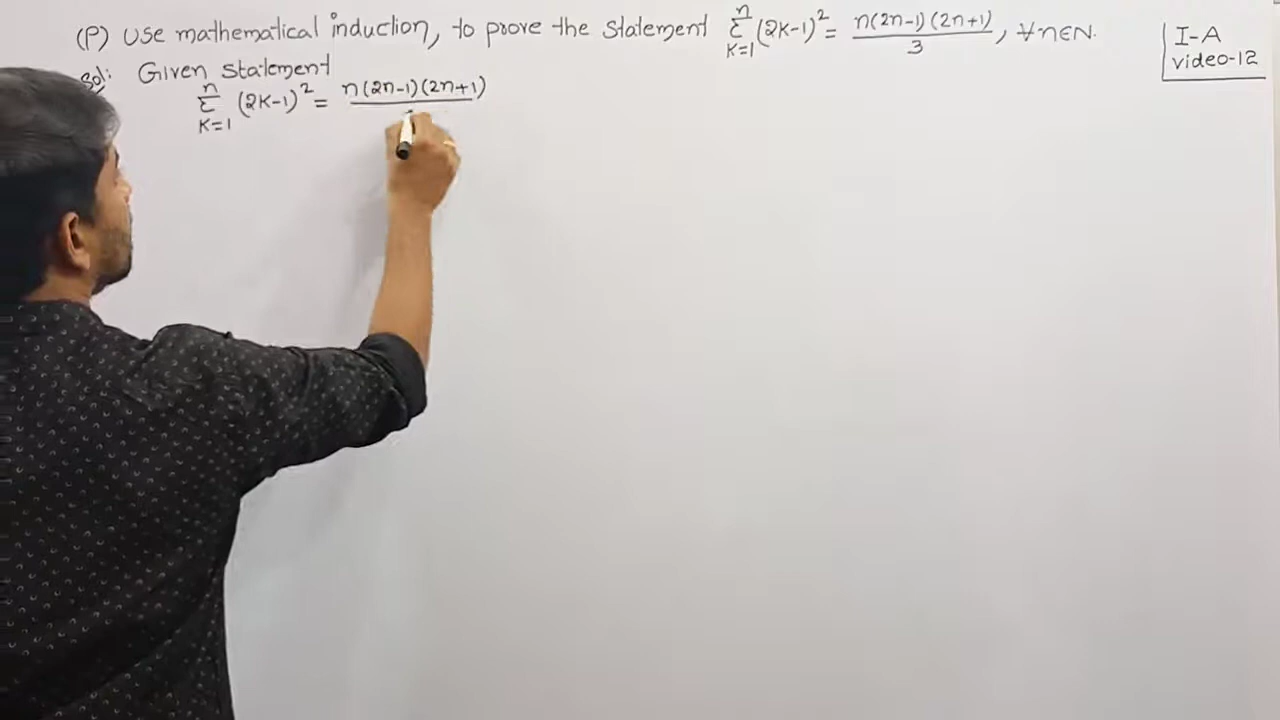 (P) Use mathematical induction, to prove the statement n∑K=1 (2K-1)² = n(2n-1)(2n+1)/3, ∀n∈N.
I-A
video-12
Sol: Given statement
n∑K=1 (2K-1)² = n(2n-1)(2n+1)